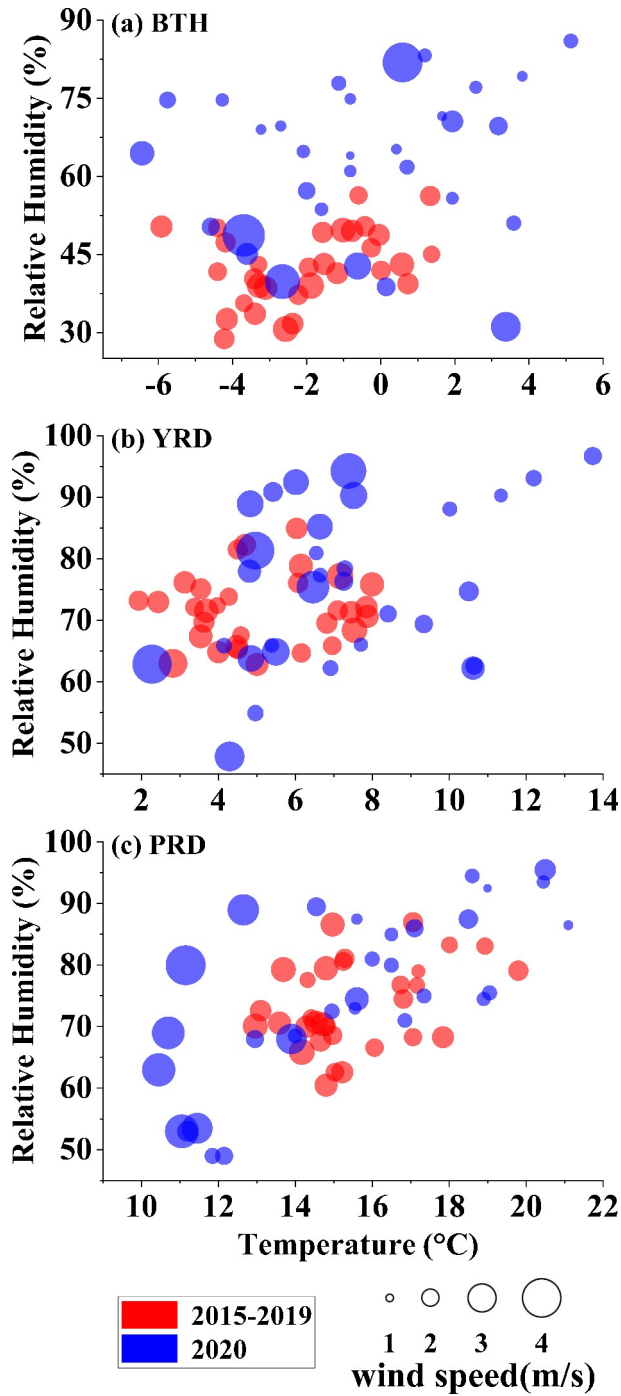 (a) BTH
Relative Humidity (%)
90
75
60
45
30
-6 -4 -2 0 2 4 6
(b) YRD
Relative Humidity (%)
100
90
80
70
60
50
2 4 6 8 10 12 14
(c) PRD
Relative Humidity (%)
100
90
80
70
60
50
10 12 14 16 18 20 22
Temperature (°C)
2015-2019
2020
1 2 3 4
wind speed(m/s)